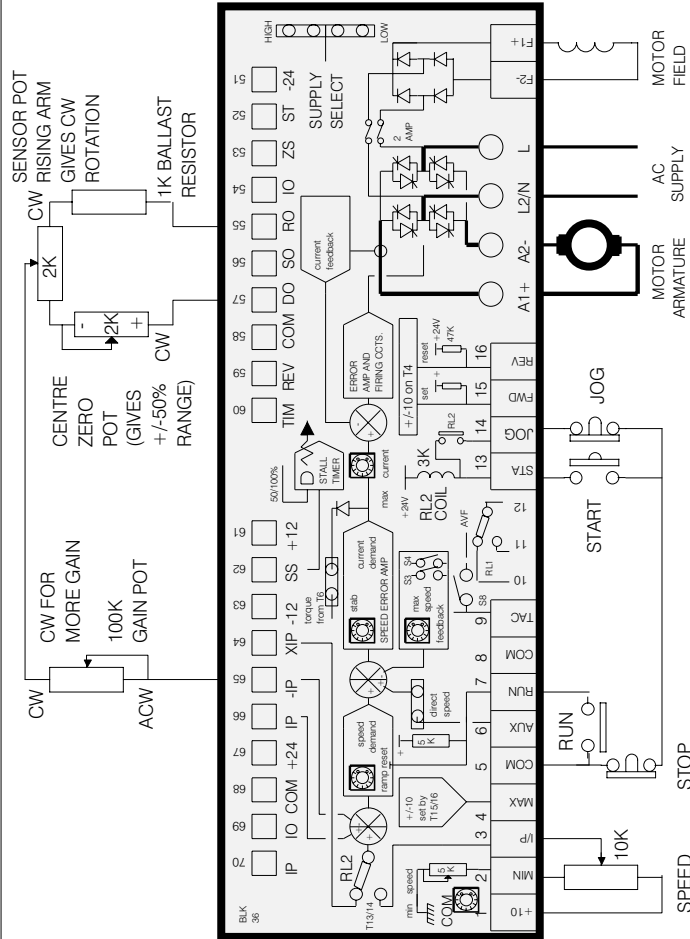 CW
CW FOR
MORE GAIN
100K
GAIN POT
ACW
CENTRE
ZERO
POT
(GIVES
+/-50%
RANGE)
- 2K +
CW
2K
CW
SENSOR POT
RISING ARM
GIVES CW
ROTATION
1K BALLAST
RESISTOR
70 69 68 67 66 65 64 63 62 61 60 59 58 57 56 55 54 53 52 51
IP IO COM +24 IP -IP XIP -12 SS +12 TIM REV COM DO SO RO IO ZS ST -24
BLK
36
HIGH
LOW
SUPPLY
SELECT
50/100%
STALL
TIMER
current
feedback
2
AMP
torque
from T6
RL2
T13/14
+-
speed
demand
ramp reset
+
+-
stab
current
demand
SPEED ERROR AMP
max
current
+
-
ERROR
AMP AND
FIRING CCTS.
min
speed
COM
5
K
+/-10
set by
T15/16
+
5
K
direct
speed
max
speed
feedback
S3
S4
S8
AVF
RL1
+24V
RL2
COIL
3K
RL2
+/-10 on T4
set
+
reset
+24V
47K
1 2 3 4 5 6 7 8 9 10 11 12 13 14 15 16
+10 MIN I/P MAX COM AUX RUN COM TAC STA JOG FWD REV
A1+ A2- L2/N L F2- F1+
10K
SPEED
RUN
STOP
START
JOG
MOTOR
ARMATURE
AC
SUPPLY
MOTOR
FIELD